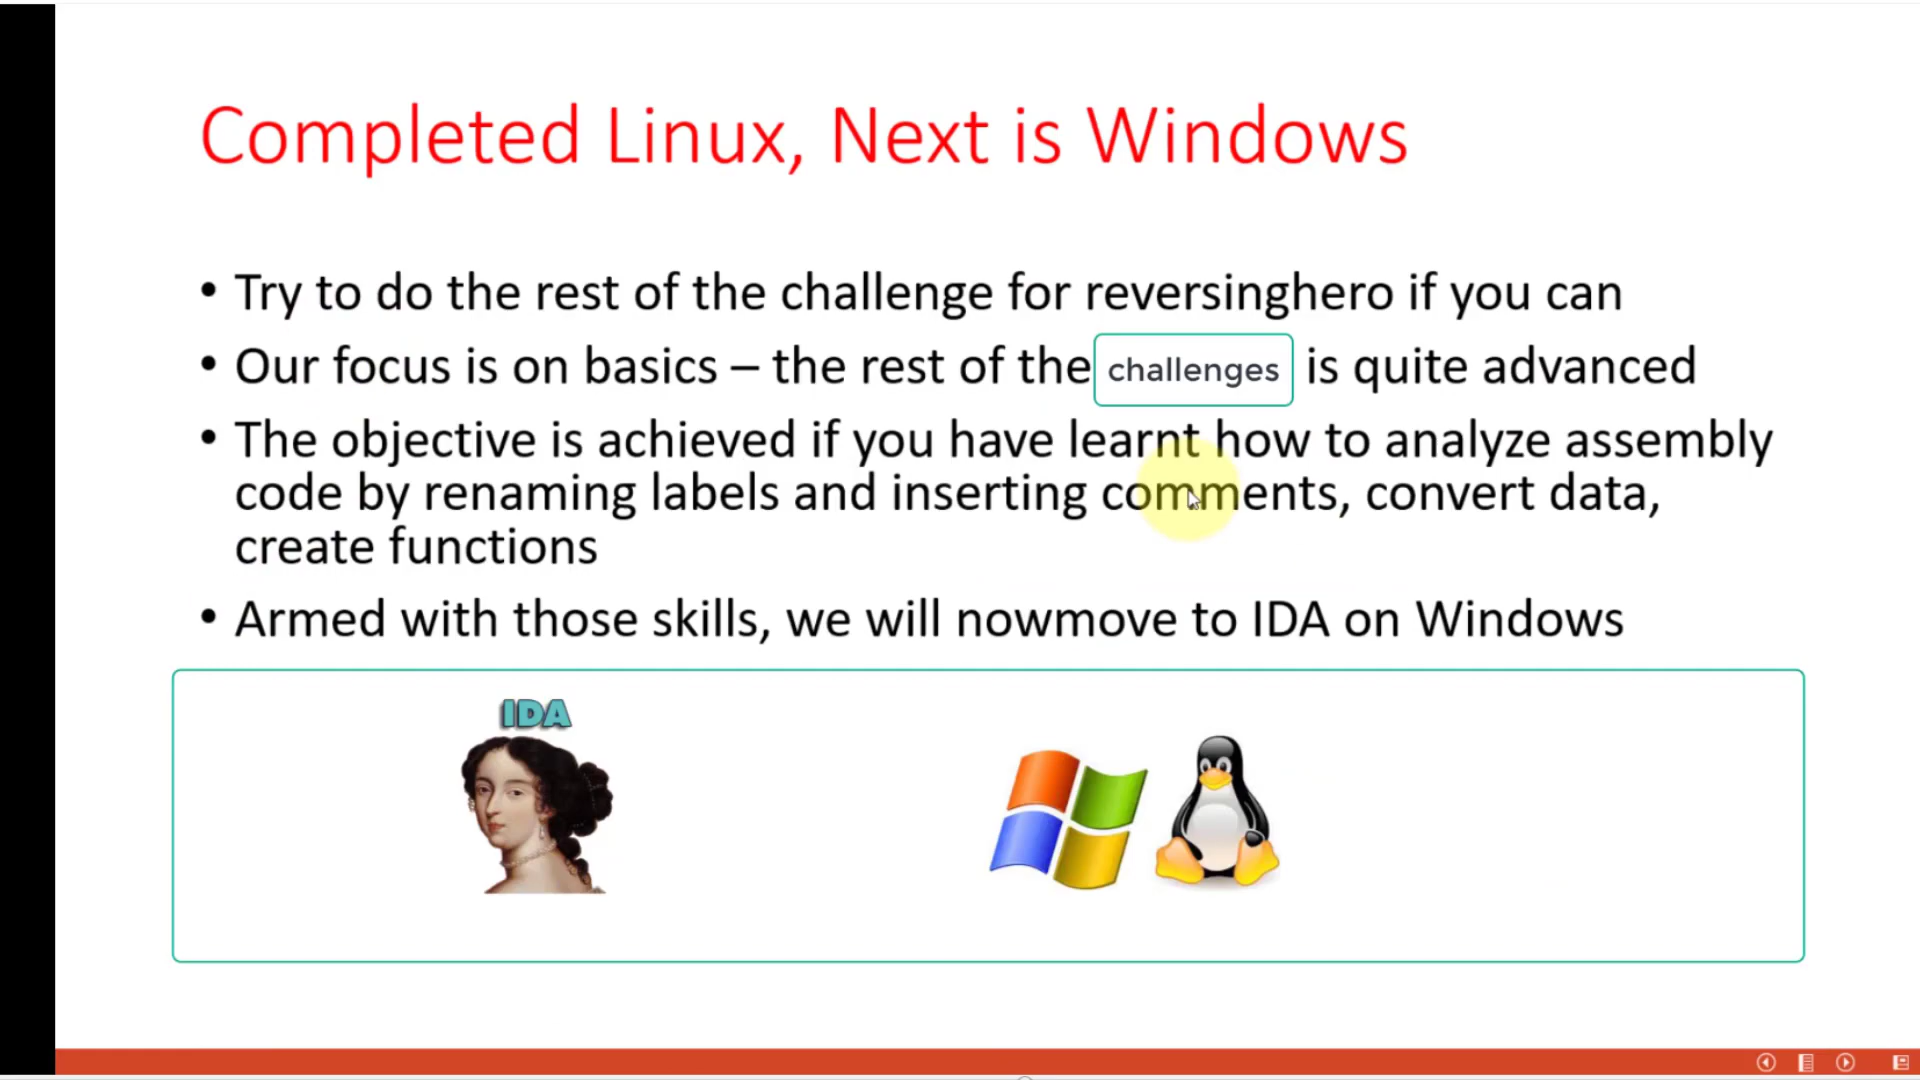 Completed Linux, Next is Windows
• Try to do the rest of the challenge for reversinghero if you can
• Our focus is on basics – the rest of the challenges is quite advanced
• The objective is achieved if you have learnt how to analyze assembly
code by renaming labels and inserting comments, convert data,
create functions
• Armed with those skills, we will nowmove to IDA on Windows
IDA